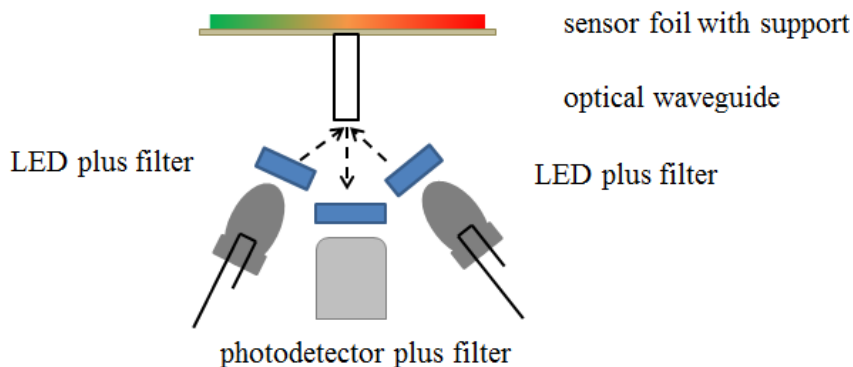 sensor foil with support
optical waveguide
LED plus filter
LED plus filter
photodetector plus filter